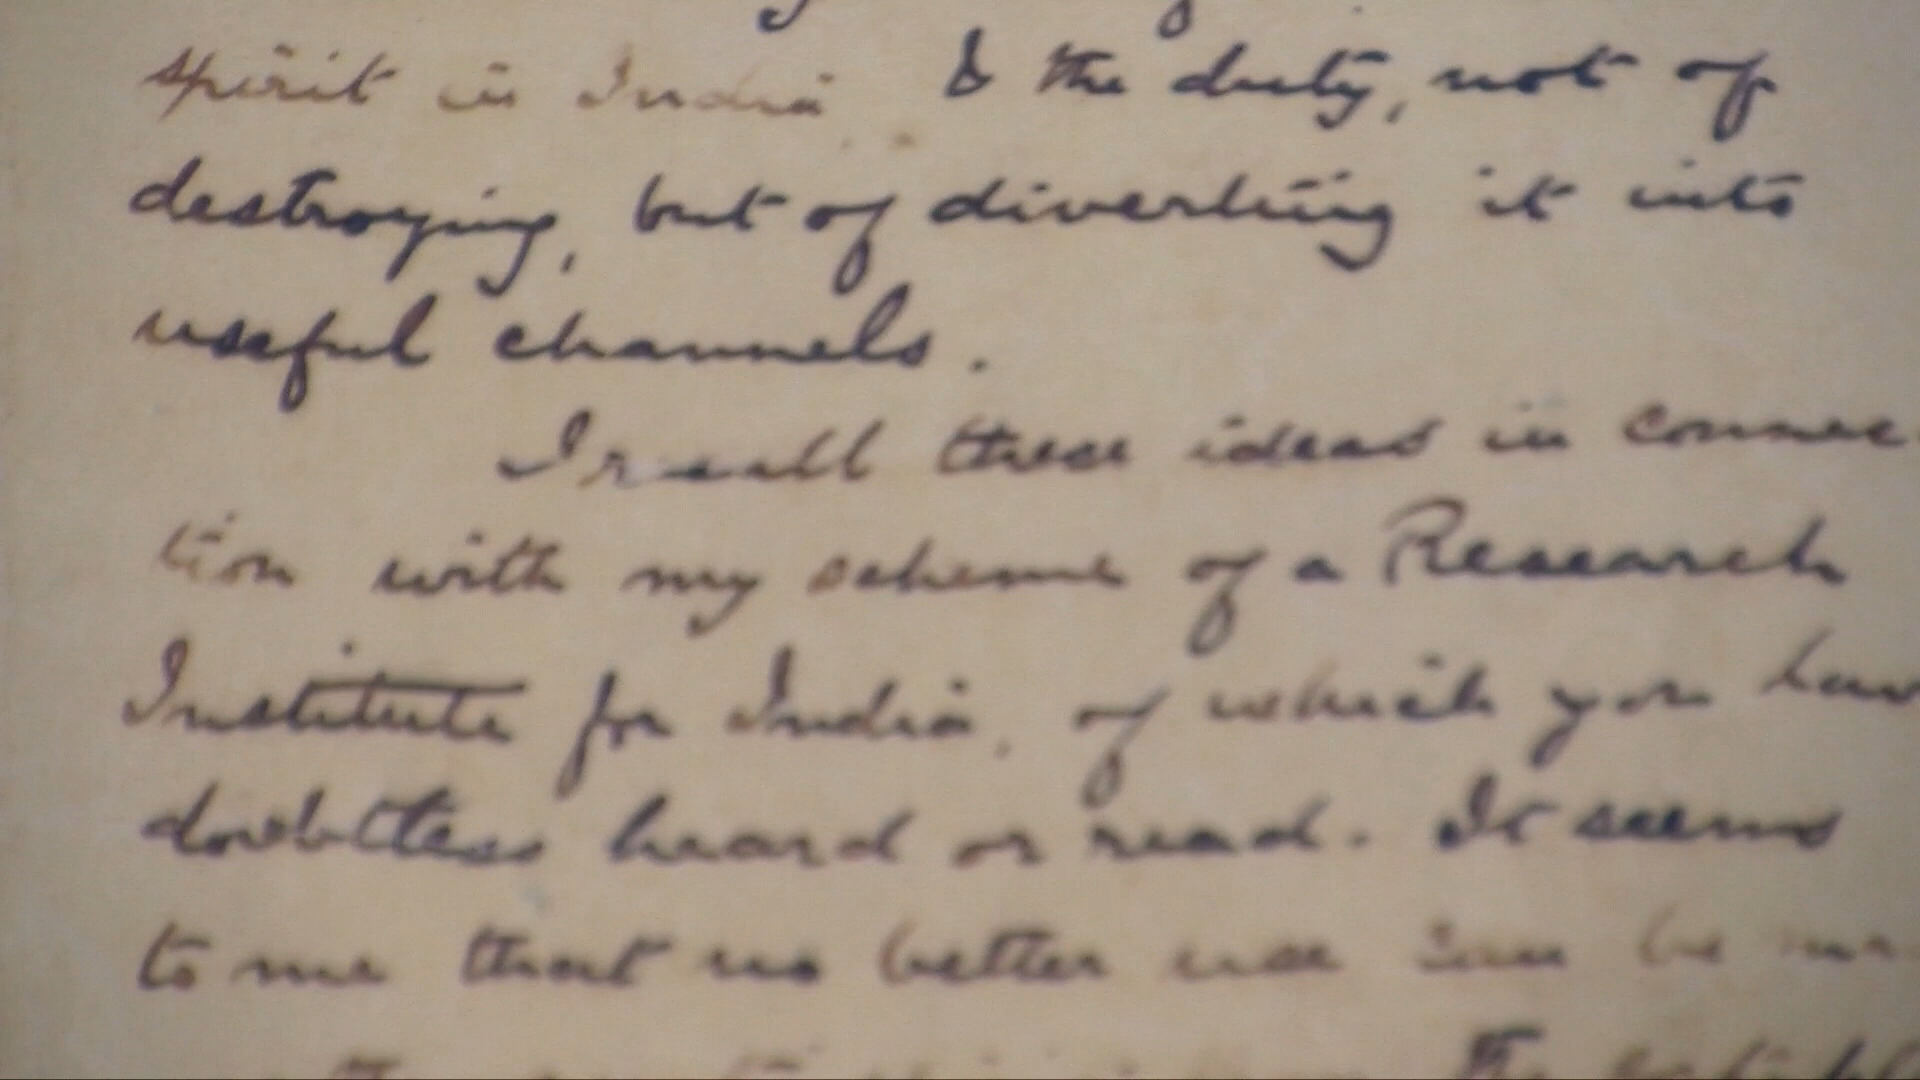 spirit in India, & the duty, not of
destroying, but of diverting it into
useful channels.
I recall these ideas in connec-
tion with my scheme of a Research
Institute for India, of which you hav
doubtless heard or read. It seems
to me that no better use can be ma